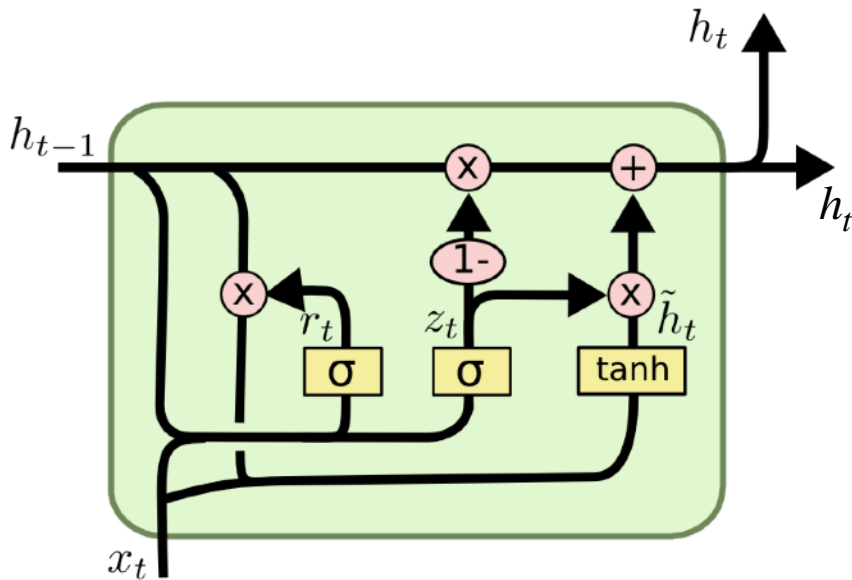 h_t
h_{t-1}
x +
h_t
1-
x x
r_t z_t h̃_t
σ σ tanh
x_t